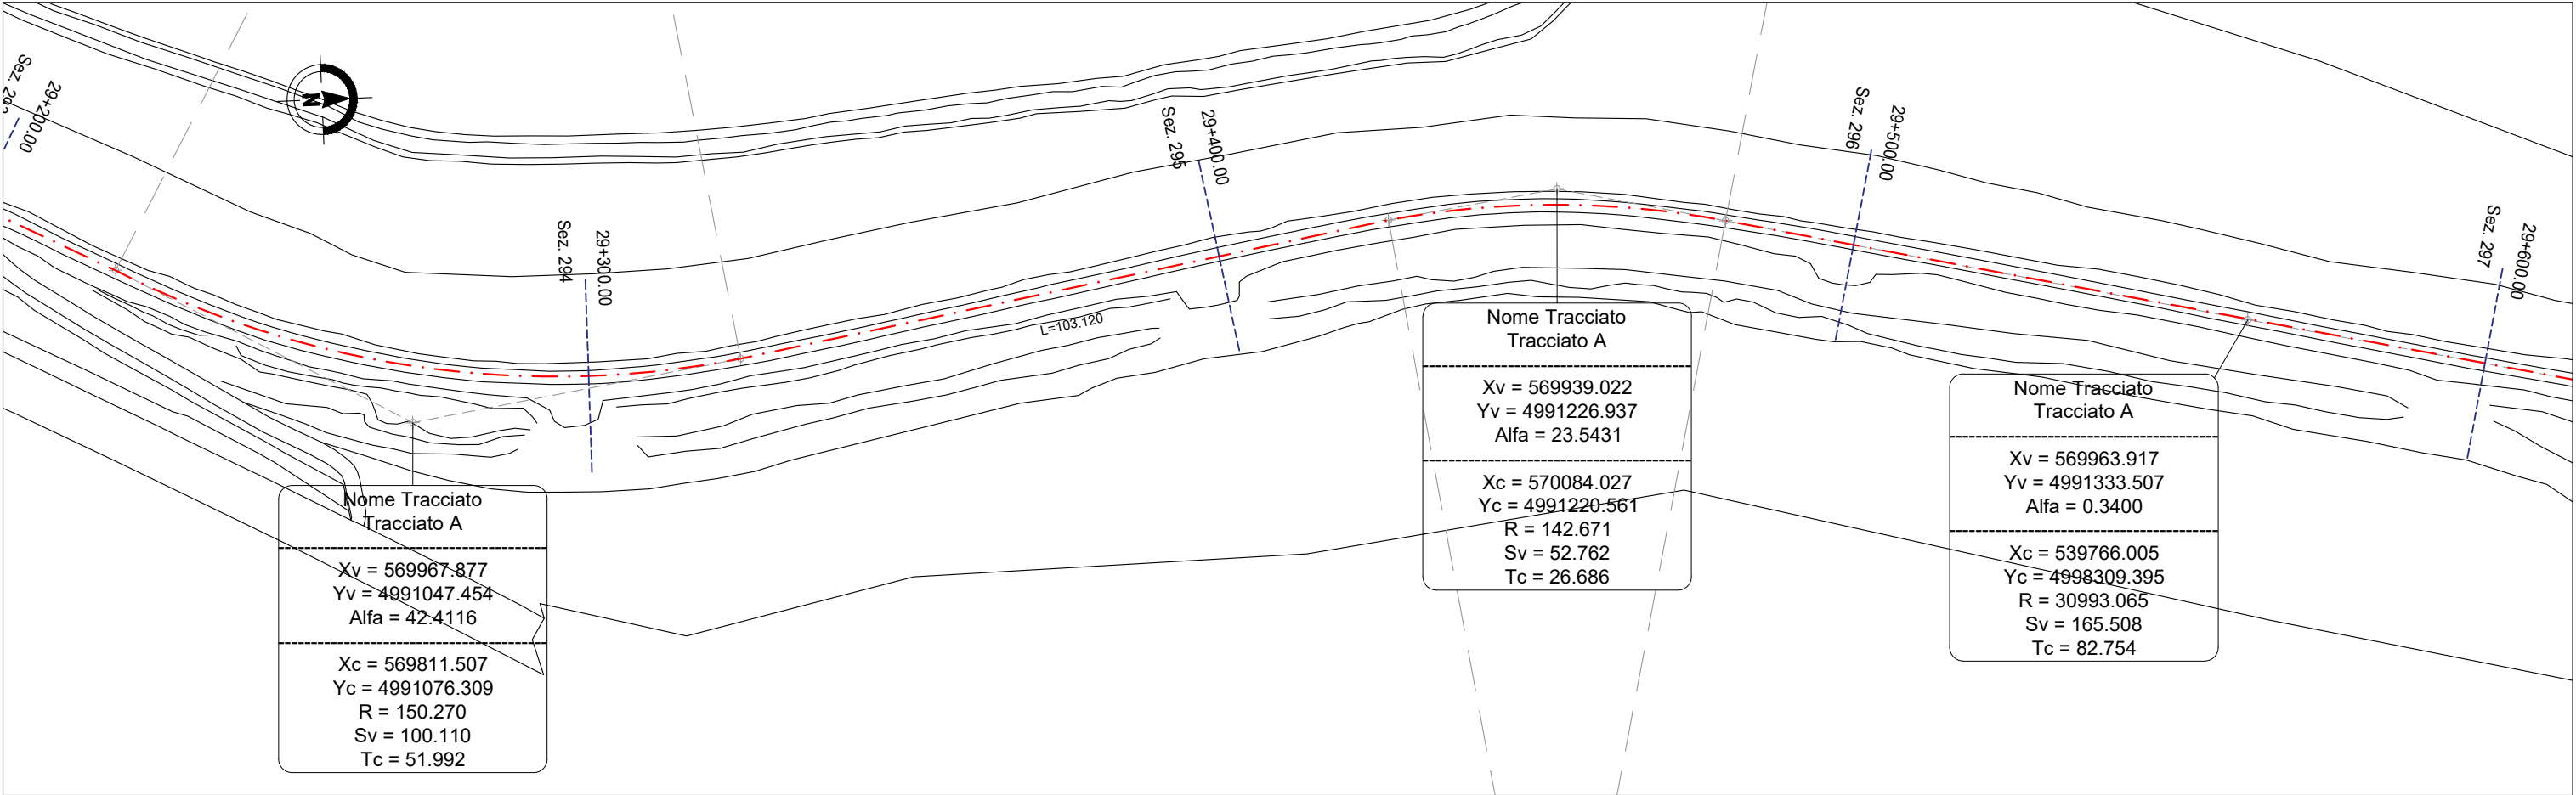 29+200.00
N
Sez. 294
29+300.00
L=103.120
Sez. 295
29+400.00
Sez. 296
29+500.00
Sez. 297
29+600.00
Nome Tracciato
Tracciato A
Xv = 569967.877
Yv = 4991047.454
Alfa = 42.4116
Xc = 569811.507
Yc = 4991076.309
R = 150.270
Sv = 100.110
Tc = 51.992
Nome Tracciato
Tracciato A
Xv = 569939.022
Yv = 4991226.937
Alfa = 23.5431
Xc = 570084.027
Yc = 4991220.561
R = 142.671
Sv = 52.762
Tc = 26.686
Nome Tracciato
Tracciato A
Xv = 569963.917
Yv = 4991333.507
Alfa = 0.3400
Xc = 539766.005
Yc = 4998309.395
R = 30993.065
Sv = 165.508
Tc = 82.754